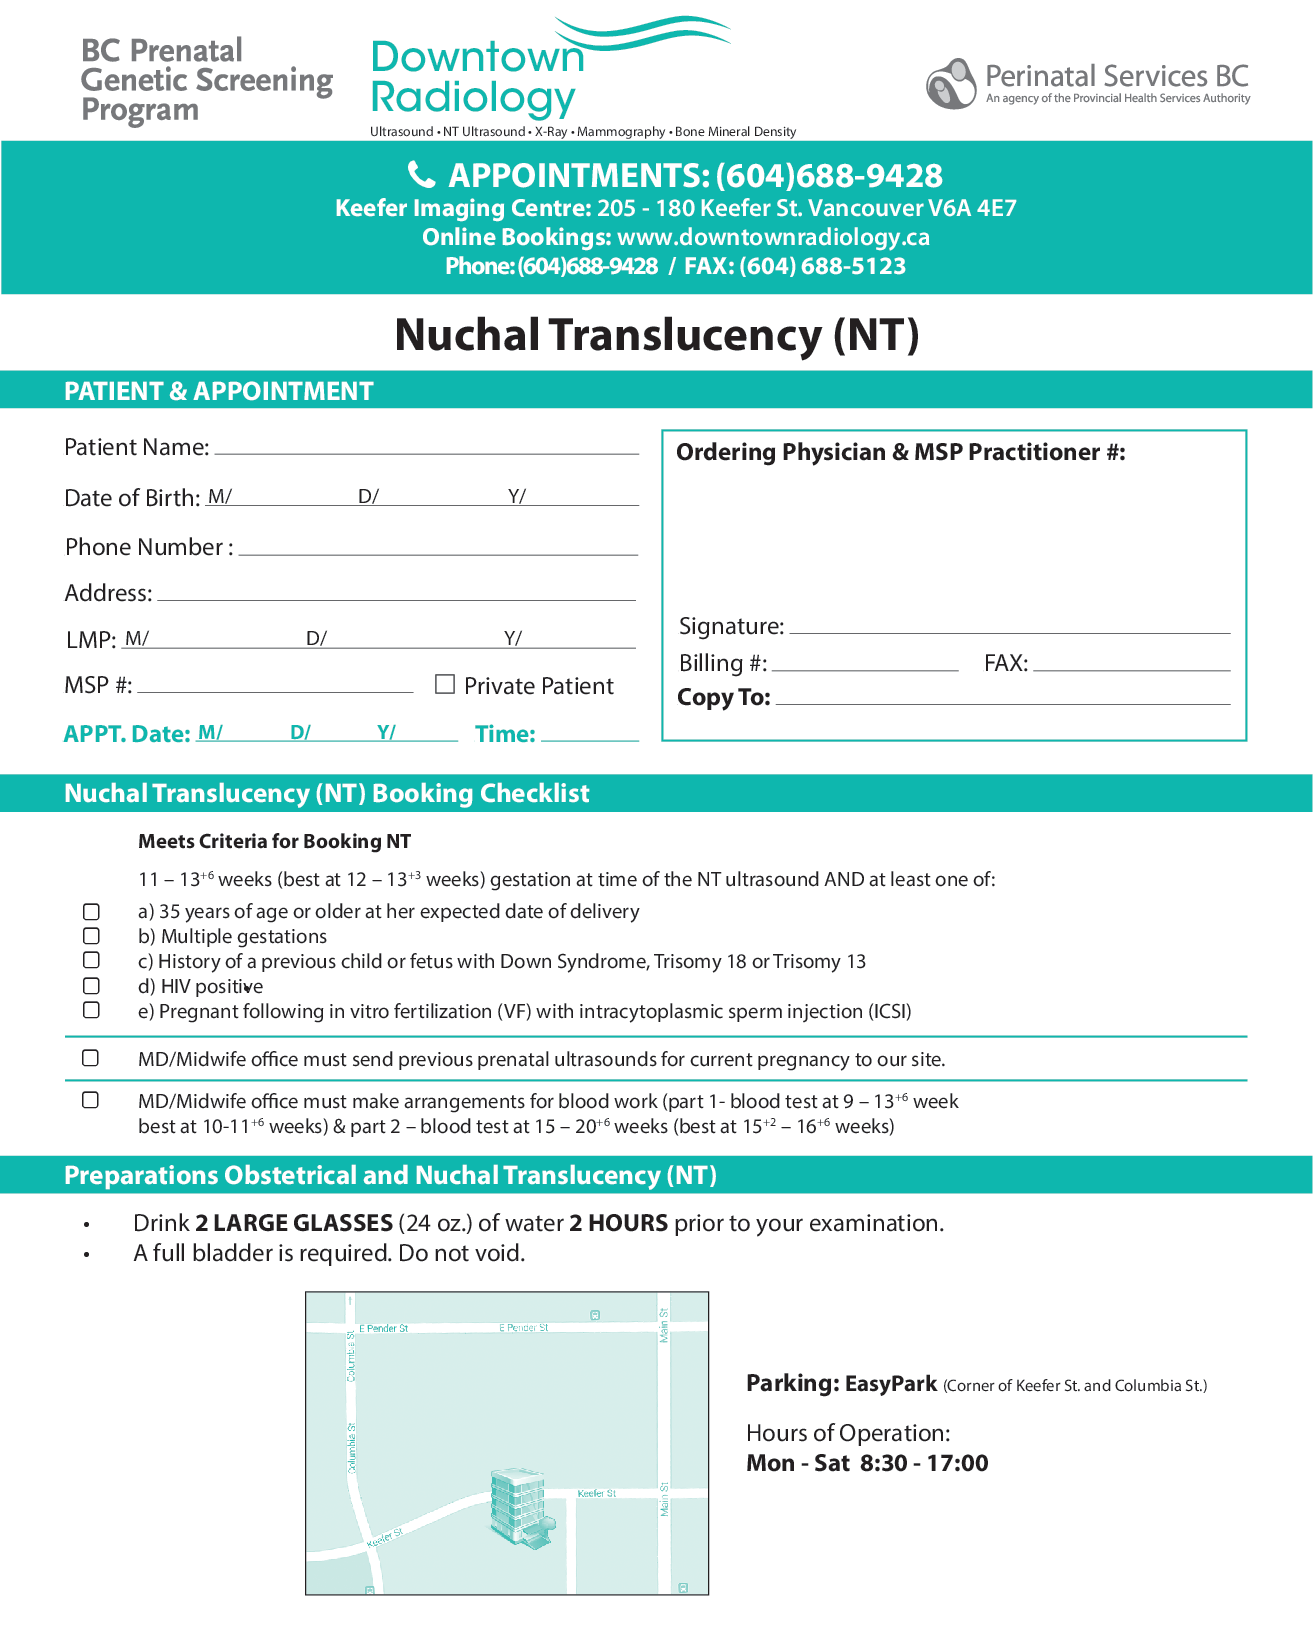 BC Prenatal
Genetic Screening
Program
Downtown
Radiology
Ultrasound • NT Ultrasound • X-Ray • Mammography • Bone Mineral Density
Perinatal Services BC
An agency of the Provincial Health Services Authority
APPOINTMENTS: (604)688-9428
Keefer Imaging Centre: 205 - 180 Keefer St. Vancouver V6A 4E7
Online Bookings: www.downtownradiology.ca
Phone: (604)688-9428 / FAX: (604) 688-5123
Nuchal Translucency (NT)
PATIENT & APPOINTMENT
Patient Name:
Date of Birth: M/ D/ Y/
Phone Number :
Address:
LMP: M/ D/ Y/
MSP #: Private Patient
APPT. Date: M/ D/ Y/ Time:
Ordering Physician & MSP Practitioner #:
Signature:
Billing #: FAX:
Copy To:
Nuchal Translucency (NT) Booking Checklist
Meets Criteria for Booking NT
11 – 13+6 weeks (best at 12 – 13+3 weeks) gestation at time of the NT ultrasound AND at least one of:
a) 35 years of age or older at her expected date of delivery
b) Multiple gestations
c) History of a previous child or fetus with Down Syndrome, Trisomy 18 or Trisomy 13
d) HIV positive
e) Pregnant following in vitro fertilization (VF) with intracytoplasmic sperm injection (ICSI)
MD/Midwife office must send previous prenatal ultrasounds for current pregnancy to our site.
MD/Midwife office must make arrangements for blood work (part 1- blood test at 9 – 13+6 week
best at 10-11+6 weeks) & part 2 – blood test at 15 – 20+6 weeks (best at 15+2 – 16+6 weeks)
Preparations Obstetrical and Nuchal Translucency (NT)
• Drink 2 LARGE GLASSES (24 oz.) of water 2 HOURS prior to your examination.
• A full bladder is required. Do not void.
E Pender St
E Pender St
Main St
Columbia St
Columbia St
Keefer St
Keefer St
Main St
Parking: EasyPark (Corner of Keefer St. and Columbia St.)
Hours of Operation:
Mon - Sat 8:30 - 17:00